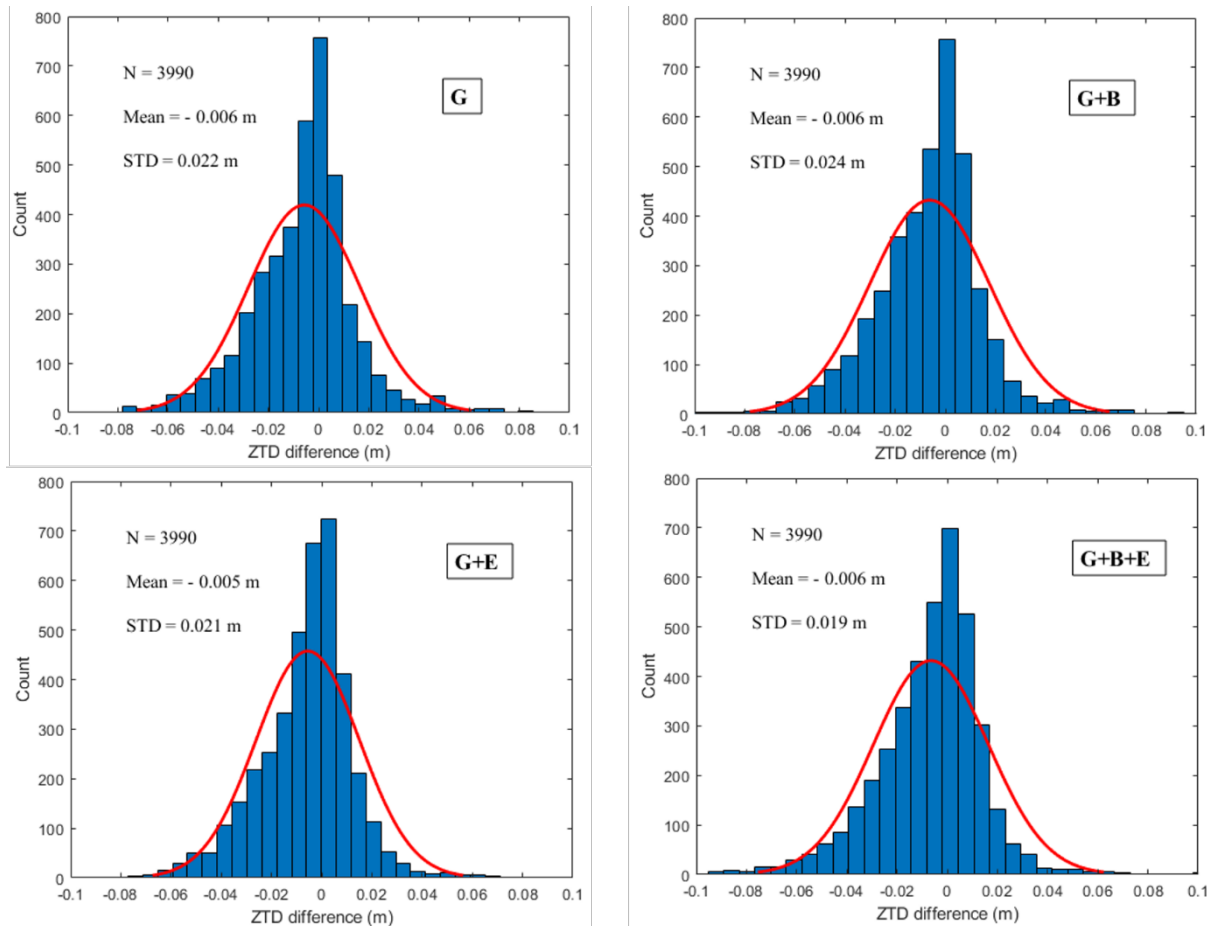 800
700
600
500
400
300
200
100
0
Count
N = 3990
Mean = - 0.006 m
STD = 0.022 m
G
-0.1 -0.08 -0.06 -0.04 -0.02 0 0.02 0.04 0.06 0.08 0.1
ZTD difference (m)
800
700
600
500
400
300
200
100
0
Count
N = 3990
Mean = - 0.006 m
STD = 0.024 m
G+B
-0.1 -0.08 -0.06 -0.04 -0.02 0 0.02 0.04 0.06 0.08 0.1
ZTD difference (m)
800
700
600
500
400
300
200
100
0
Count
N = 3990
Mean = - 0.005 m
STD = 0.021 m
G+E
-0.1 -0.08 -0.06 -0.04 -0.02 0 0.02 0.04 0.06 0.08 0.1
ZTD difference (m)
800
700
600
500
400
300
200
100
0
Count
N = 3990
Mean = - 0.006 m
STD = 0.019 m
G+B+E
-0.1 -0.08 -0.06 -0.04 -0.02 0 0.02 0.04 0.06 0.08 0.1
ZTD difference (m)